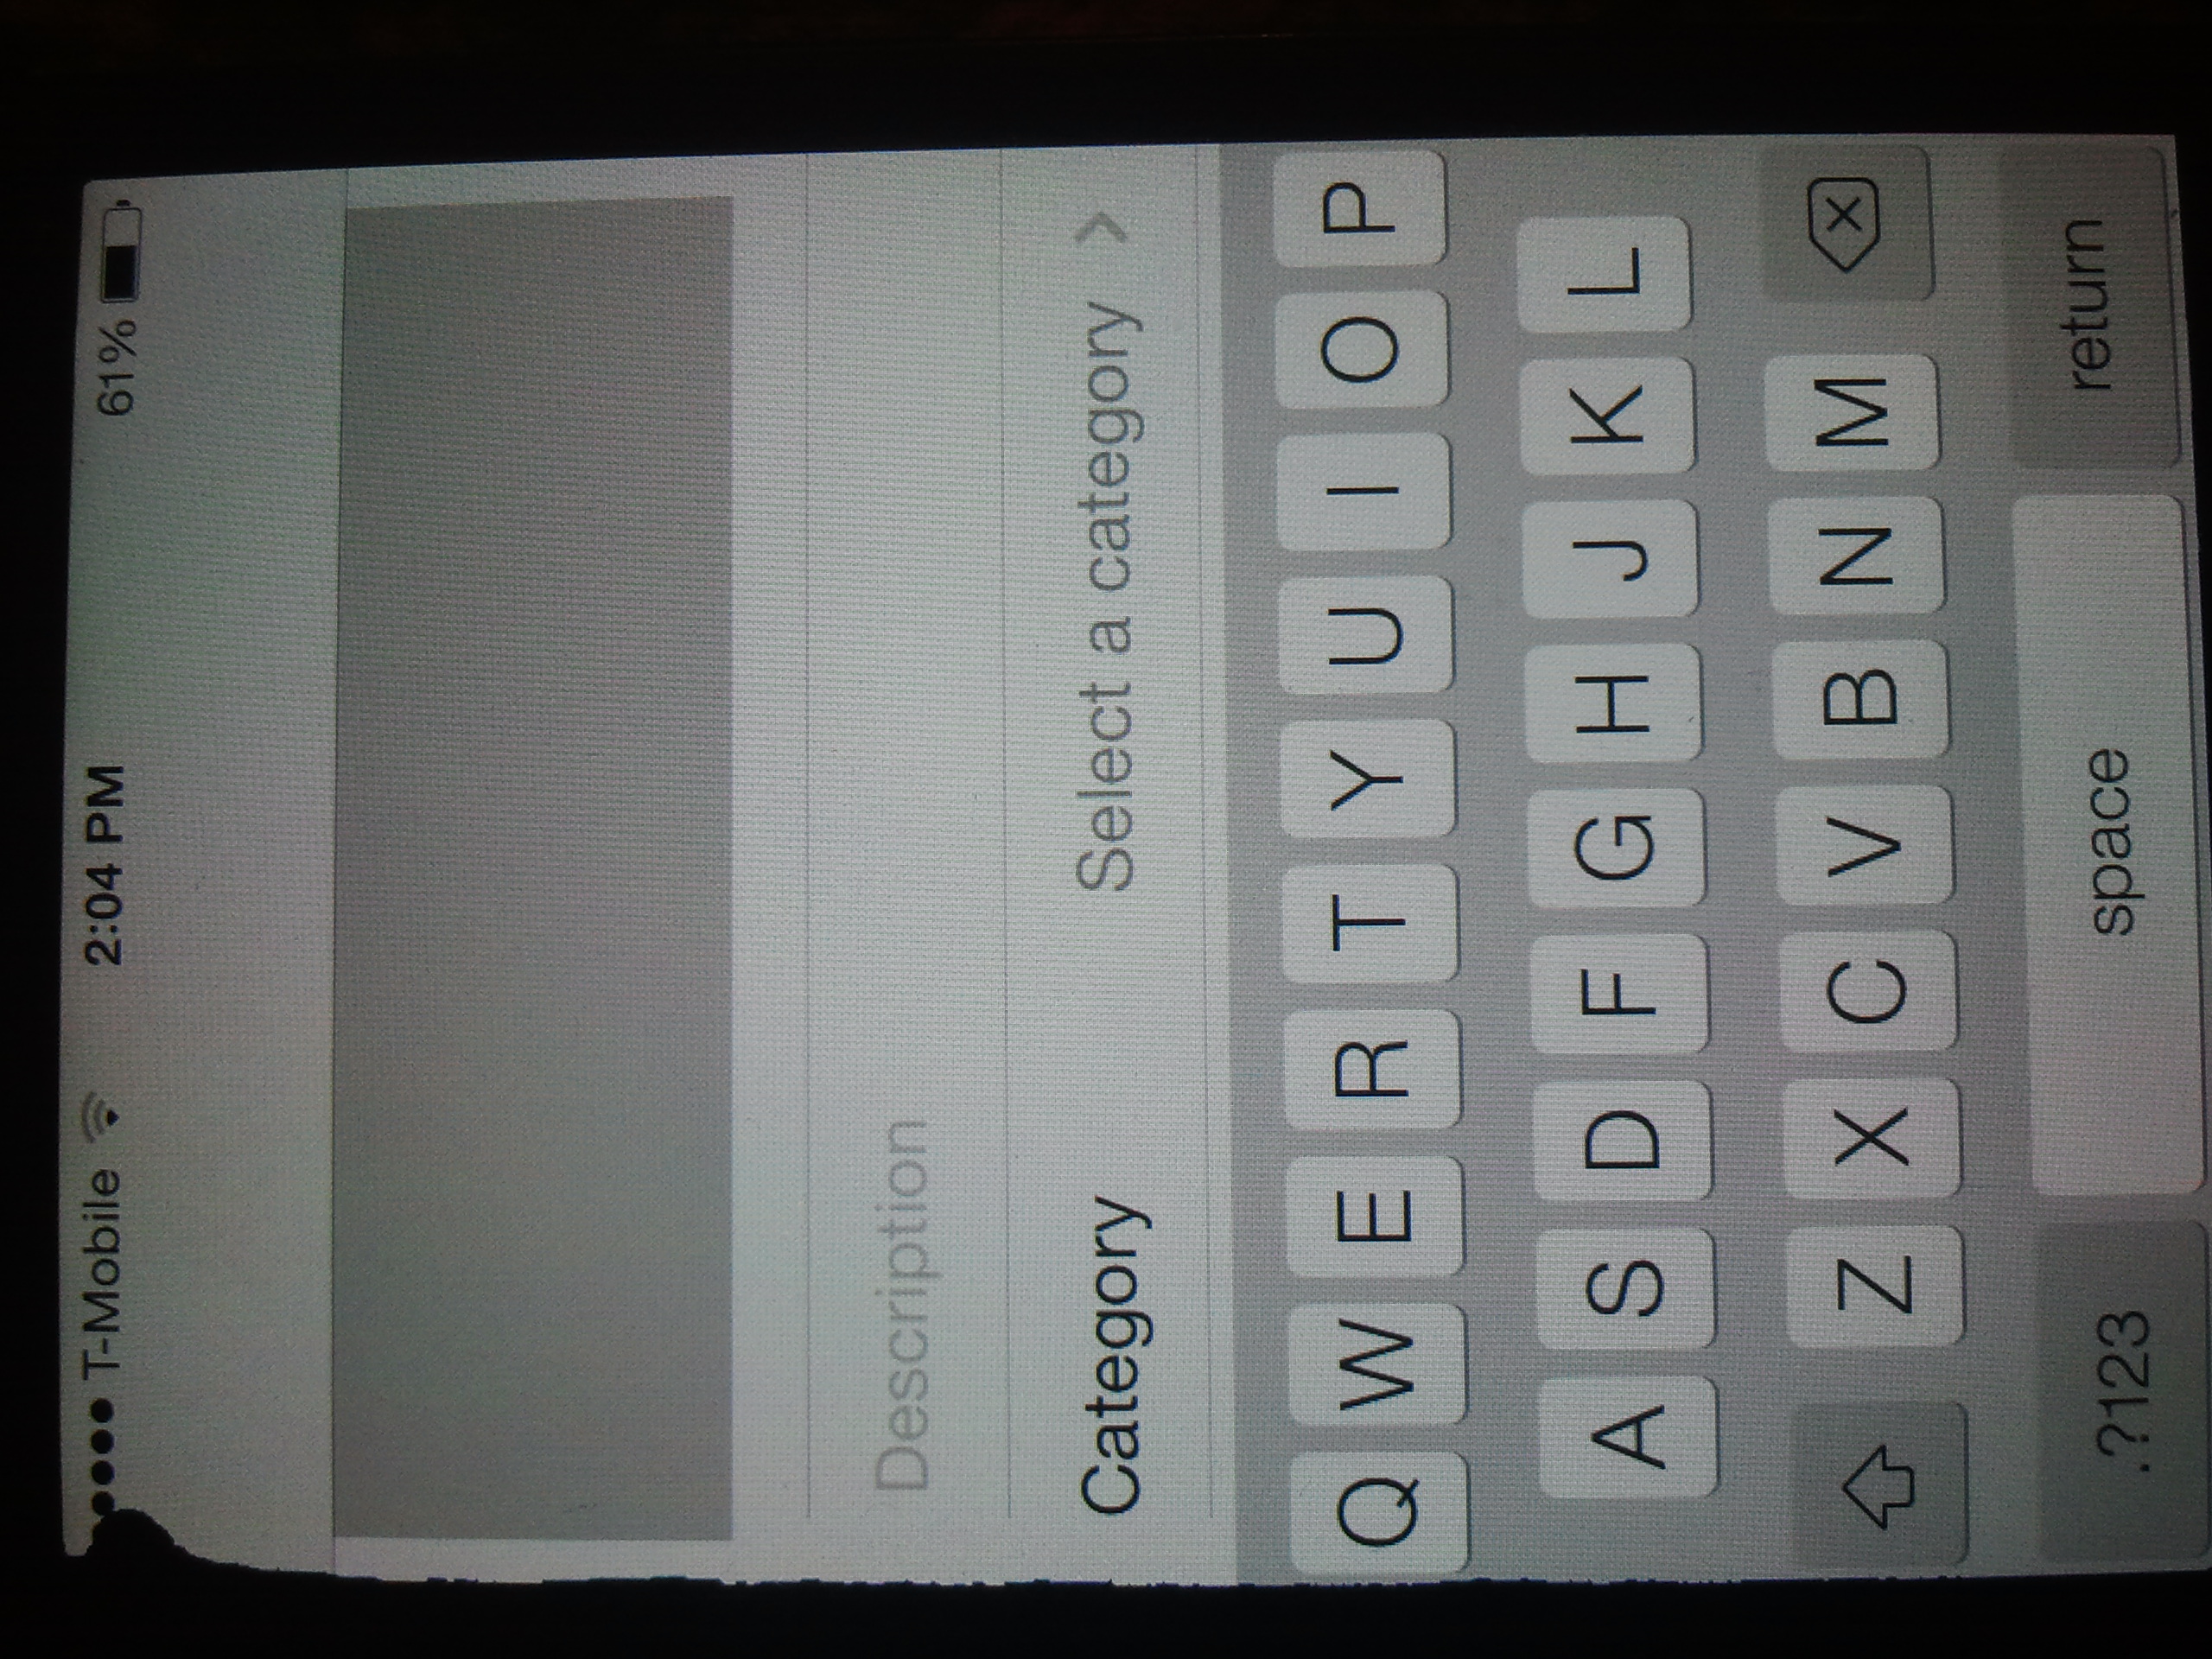 T-Mobile 2:04 PM 61%
Description
Category Select a category
Q W E R T Y U I O P
A S D F G H J K L
Z X C V B N M
.?123 space return